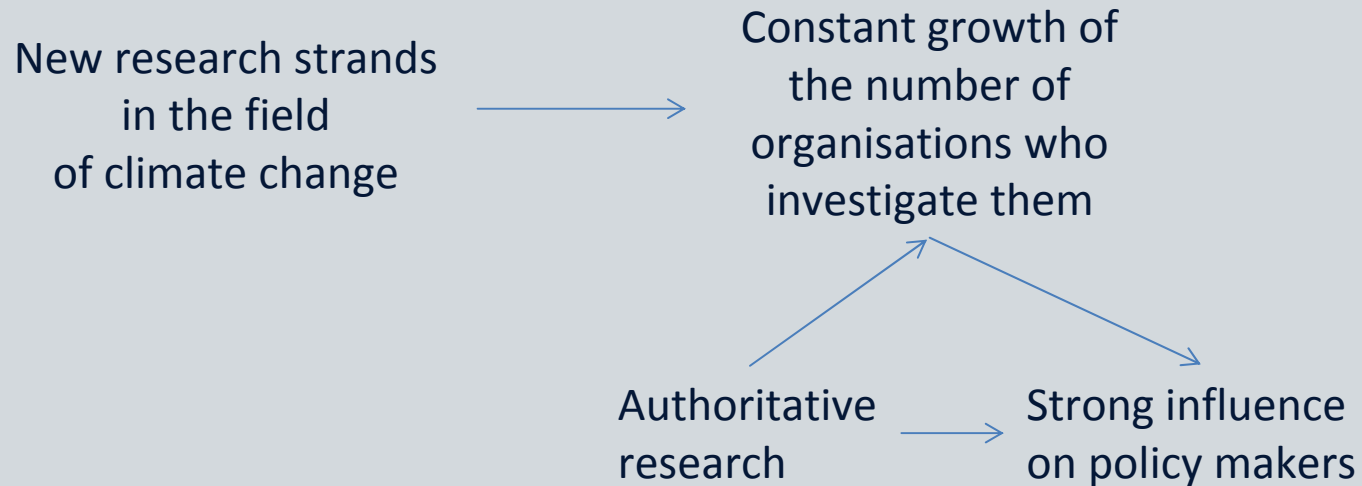 New research strands
in the field
of climate change
Constant growth of
the number of
organisations who
investigate them
Authoritative
research
Strong influence
on policy makers